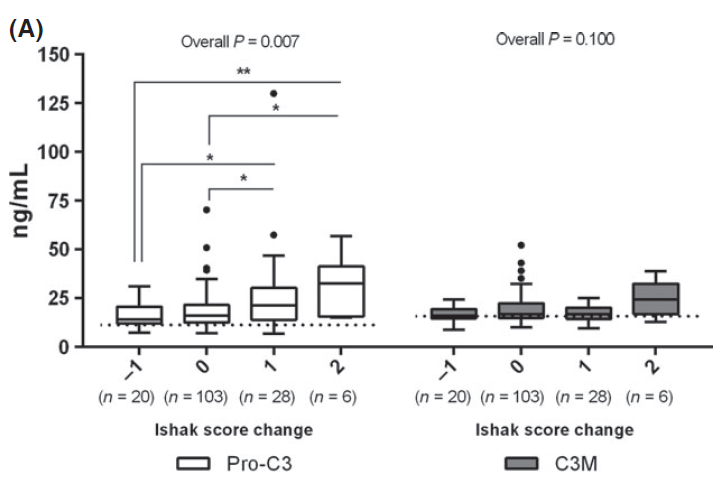 (A)
Overall P = 0.007
Overall P = 0.100
ng/mL
150
125
100
75
50
25
0
**
*
*
*
−1 0 1 2 −1 0 1 2
(n = 20) (n = 103) (n = 28) (n = 6) (n = 20) (n = 103) (n = 28) (n = 6)
Ishak score change Ishak score change
Pro-C3 C3M